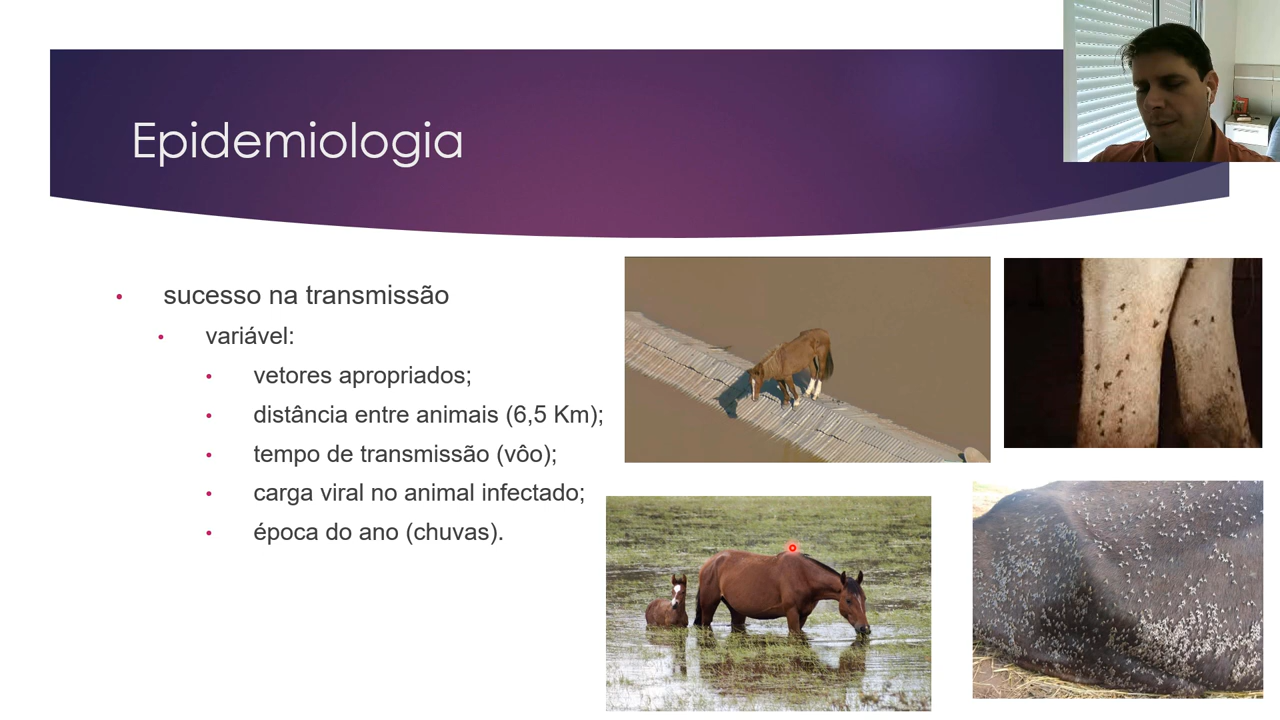 Epidemiologia
sucesso na transmissão
variável:
vetores apropriados;
distância entre animais (6,5 Km);
tempo de transmissão (vôo);
carga viral no animal infectado;
época do ano (chuvas).